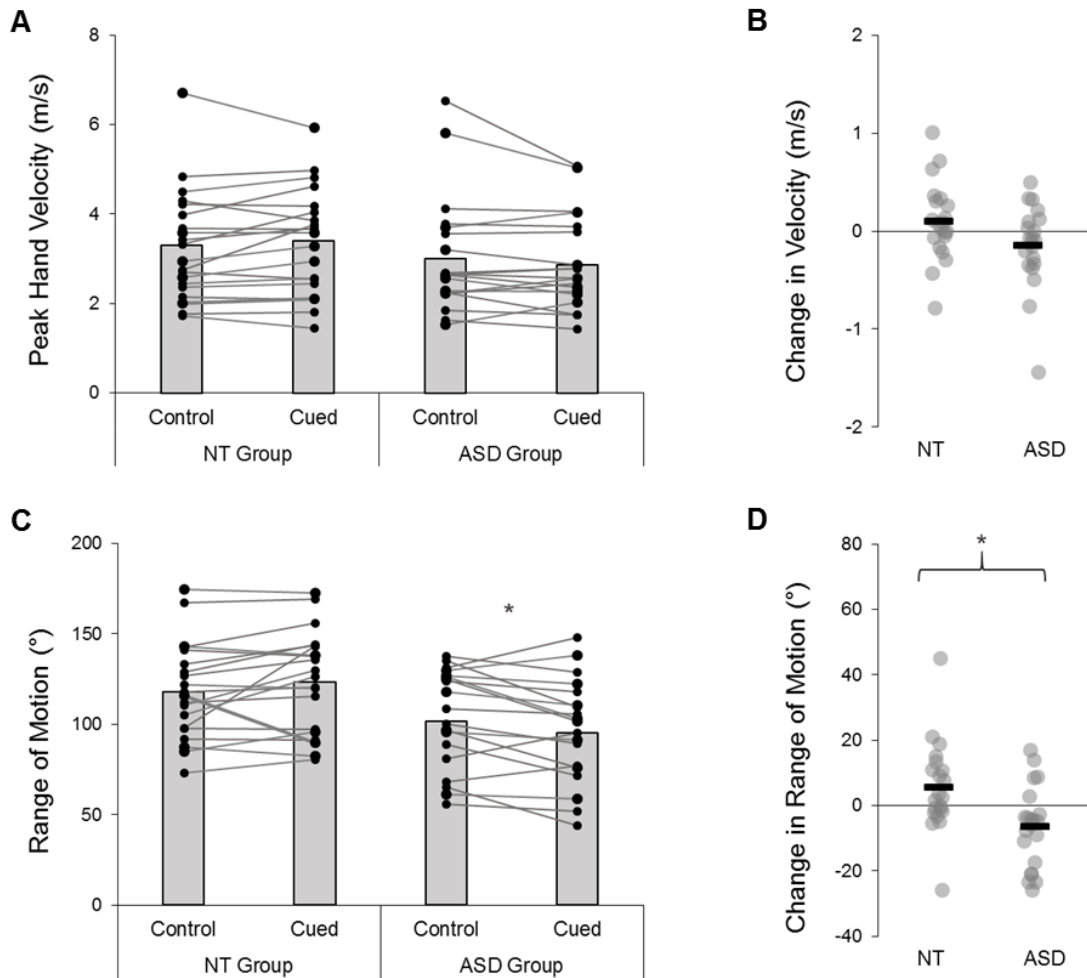 A
Peak Hand Velocity (m/s)
8
6
4
2
0
Control Cued Control Cued
NT Group ASD Group
B
Change in Velocity (m/s)
2
1
0
-1
-2
NT ASD
C
Range of Motion (°)
200
150
100
50
0
*
Control Cued Control Cued
NT Group ASD Group
D
Change in Range of Motion (°)
80
60
40
20
0
-20
-40
*
NT ASD